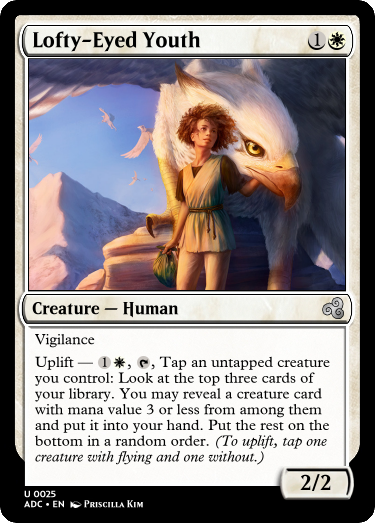 Lofty-Eyed Youth 1
Creature — Human
Vigilance
Uplift — 1, , Tap an untapped creature
you control: Look at the top three cards of
your library. You may reveal a creature card
with mana value 3 or less from among them
and put it into your hand. Put the rest on
the bottom in a random order. (To uplift, tap one
creature with flying and one without.)
2/2
U 0025
ADC • EN Priscilla Kim